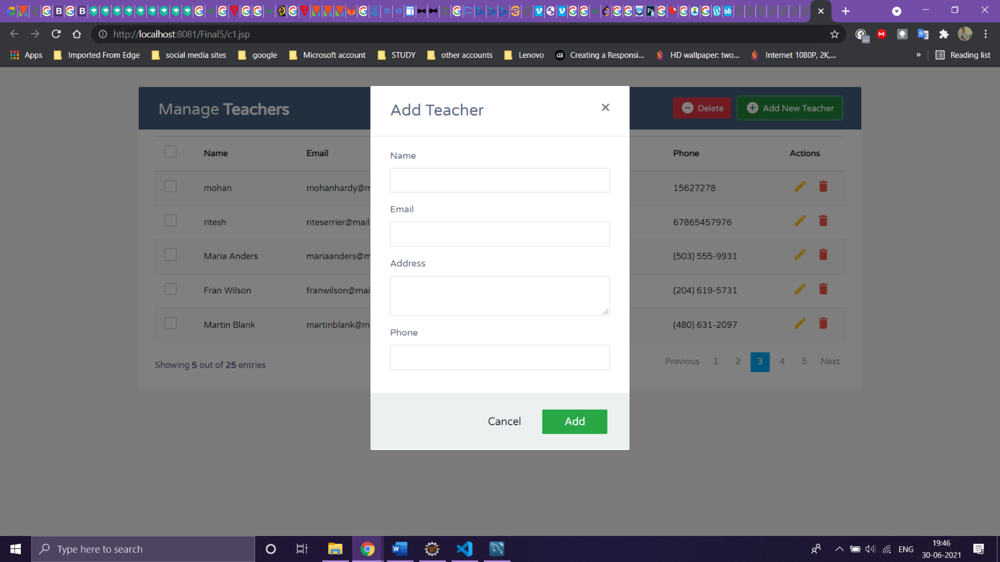 http://localhost:8081/Final5/c1.jsp
Apps Imported From Edge social media sites google Microsoft account STUDY other accounts Lenovo Creating a Responsi... HD wallpaper: two... Internet 1080P, 2K,... » Reading list
Manage Teachers Delete Add New Teacher
Name Email Phone Actions
mohan mohanhardy@m 15627278
ritesh riteserrier@mail 67865457976
Maria Anders mariaanders@m (503) 555-9931
Fran Wilson franwilson@mai (204) 619-5731
Martin Blank martinblank@m (480) 631-2097
Showing 5 out of 25 entries Previous 1 2 3 4 5 Next
Add Teacher ×
Name
Email
Address
Phone
Cancel Add
Type here to search ENG 19:46
30-06-2021